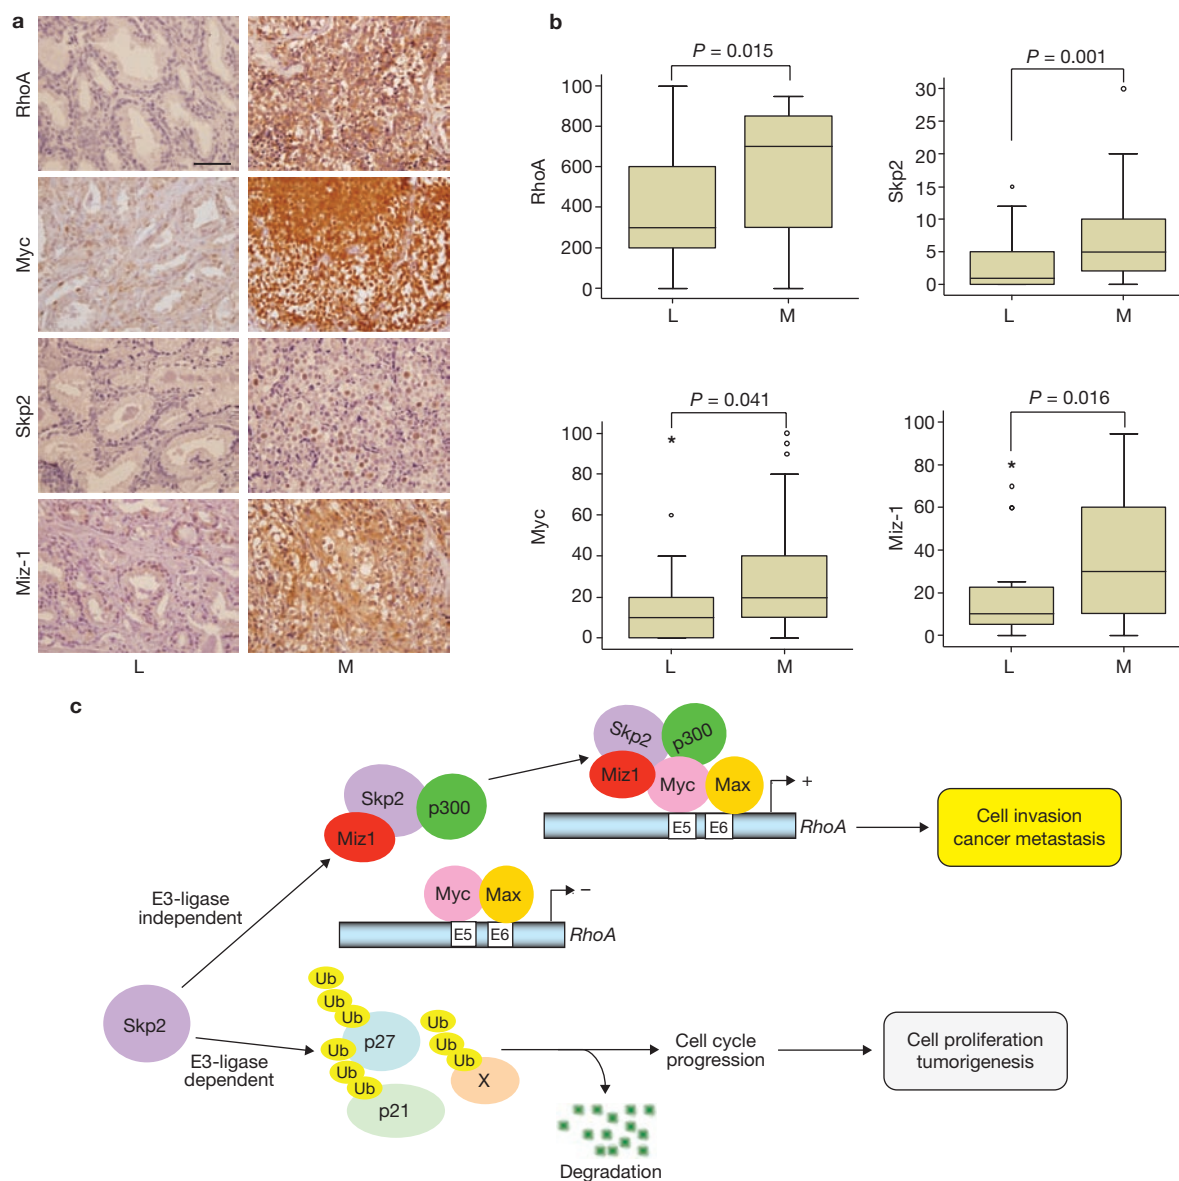 a
RhoA
Myc
Skp2
Miz-1
L
M
b
P = 0.015
RhoA
100
800
600
400
200
0
L
M
P = 0.001
Skp2
30
25
20
15
10
5
0
L
M
P = 0.041
Myc
100
80
60
40
20
0
L
M
P = 0.016
Miz-1
100
80
60
40
20
0
L
M
c
Skp2
p300
Miz1
Skp2
p300
Miz1
Myc
Max
+
E5
E6
RhoA
Cell invasion
cancer metastasis
E3-ligase
independent
Myc
Max
–
E5
E6
RhoA
Skp2
E3-ligase
dependent
Ub
Ub
Ub
p27
Ub
Ub
Ub
p21
Ub
Ub
Ub
X
Cell cycle
progression
Cell proliferation
tumorigenesis
Degradation